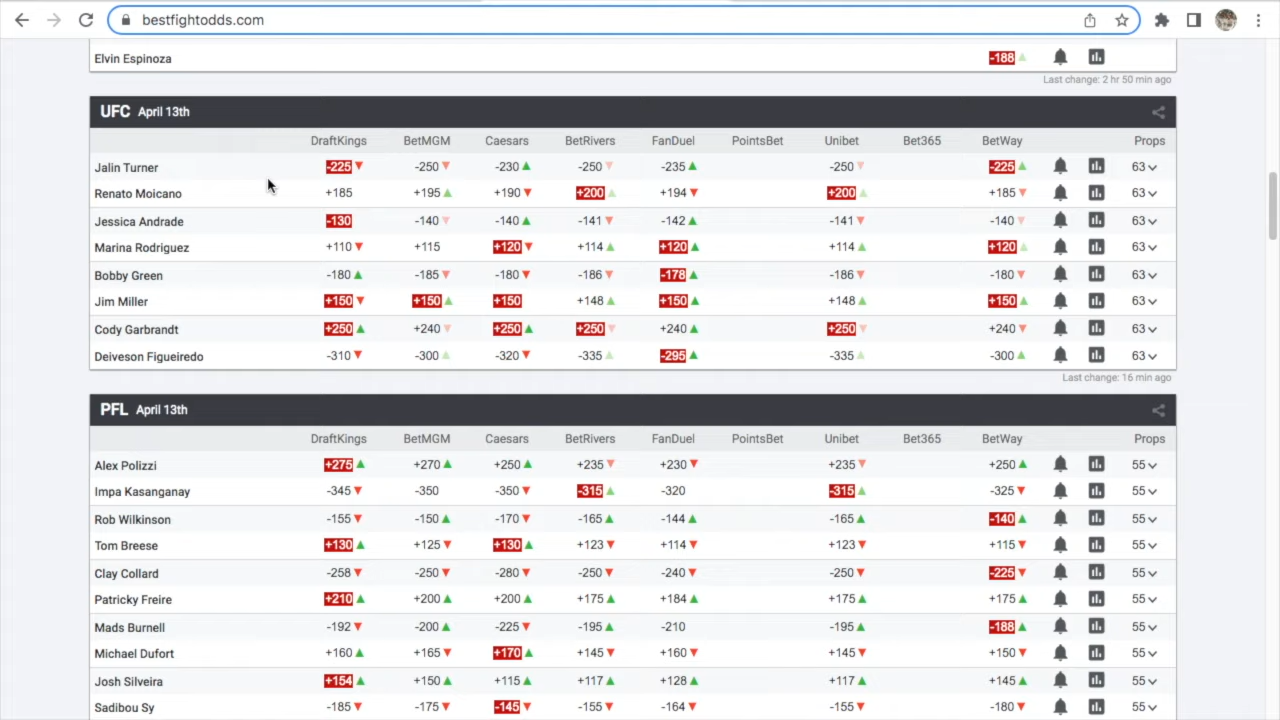 bestfightodds.com
Elvin Espinoza -188
Last change: 2 hr 50 min ago
UFC April 13th
DraftKings BetMGM Caesars BetRivers FanDuel PointsBet Unibet Bet365 BetWay Props
Jalin Turner -225▼ -250▼ -230▲ -250▼ -235▲ -250▼ -225▲ 63
Renato Moicano +185 +195▲ +190▼ +200▲ +194▼ +200▲ +185▼ 63
Jessica Andrade -130 -140▼ -140▲ -141▼ -142▲ -141▼ -140▼ 63
Marina Rodriguez +110▼ +115 +120▼ +114▲ +120▲ +114▲ +120▲ 63
Bobby Green -180▲ -185▼ -180▼ -186▼ -178▲ -186▼ -180▼ 63
Jim Miller +150▼ +150▲ +150 +148▲ +150▲ +148▲ +150▲ 63
Cody Garbrandt +250▲ +240▼ +250▲ +250▼ +240▲ +250▼ +240▼ 63
Deiveson Figueiredo -310▼ -300▲ -320▼ -335▲ -295▲ -335▲ -300▲ 63
Last change: 16 min ago
PFL April 13th
DraftKings BetMGM Caesars BetRivers FanDuel PointsBet Unibet Bet365 BetWay Props
Alex Polizzi +275▲ +270▲ +250▲ +235▼ +230▼ +235▼ +250▲ 55
Impa Kasanganay -345▼ -350 -350▼ -315▲ -320 -315▲ -325▼ 55
Rob Wilkinson -155▼ -150▲ -170▼ -165▲ -144▲ -165▲ -140▲ 55
Tom Breese +130▲ +125▼ +130▲ +123▼ +114▼ +123▼ +115▼ 55
Clay Collard -258▼ -250▼ -280▼ -250▼ -240▼ -250▼ -225▼ 55
Patricky Freire +210▲ +200▲ +200▲ +175▲ +184▲ +175▲ +175▲ 55
Mads Burnell -192▼ -200▲ -225▼ -195▲ -210 -195▲ -188▲ 55
Michael Dufort +160▲ +165▼ +170▲ +145▼ +160▼ +145▼ +150▼ 55
Josh Silveira +154▲ +150▲ +115▲ +117▲ +128▲ +117▲ +145▲ 55
Sadibou Sy -185▼ -175▼ -145▼ -155▼ -164▼ -155▼ -180▼ 55